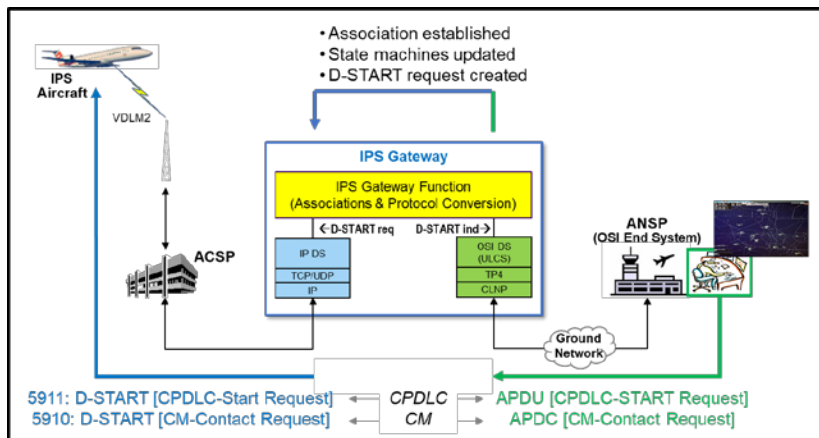 • Association established
• State machines updated
• D-START request created
IPS
Aircraft
VDLM2
IPS Gateway
IPS Gateway Function
(Associations & Protocol Conversion)
←D-START req
D-START ind→
IP DS
TCP/UDP
IP
OSI DS
(ULCS)
TP4
CLNP
ACSP
ANSP
(OSI End System)
Ground
Network
5911: D-START [CPDLC-Start Request]
CPDLC
APDU [CPDLC-START Request]
5910: D-START [CM-Contact Request]
CM
APDC [CM-Contact Request]